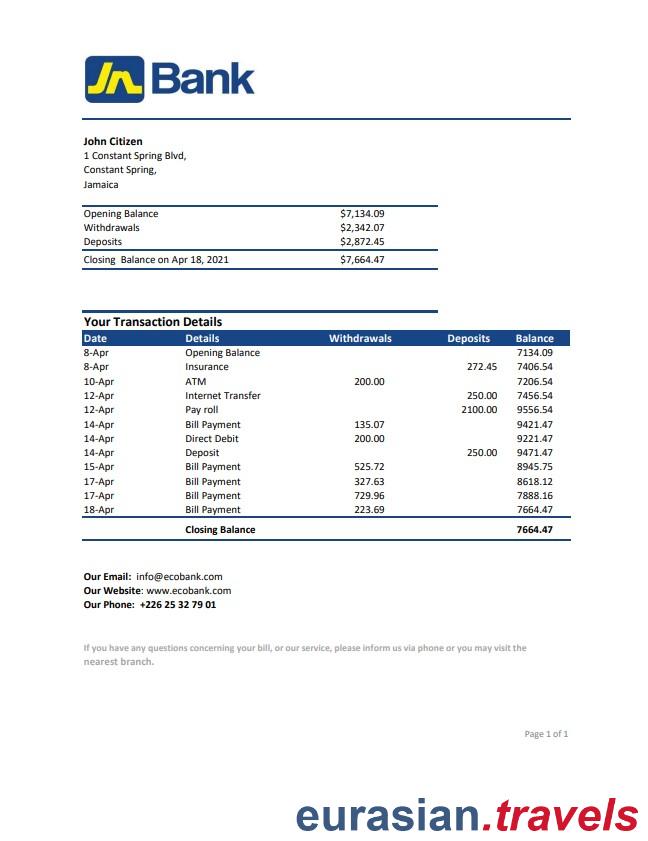 Jn Bank
John Citizen
1 Constant Spring Blvd,
Constant Spring,
Jamaica
Opening Balance $7,134.09
Withdrawals $2,342.07
Deposits $2,872.45
Closing  Balance on Apr 18, 2021 $7,664.47
Your Transaction Details
Date Details Withdrawals Deposits Balance
8-Apr Opening Balance 7134.09
8-Apr Insurance 272.45 7406.54
10-Apr ATM 200.00 7206.54
12-Apr Internet Transfer 250.00 7456.54
12-Apr Pay roll 2100.00 9556.54
14-Apr Bill Payment 135.07 9421.47
14-Apr Direct Debit 200.00 9221.47
14-Apr Deposit 250.00 9471.47
15-Apr Bill Payment 525.72 8945.75
17-Apr Bill Payment 327.63 8618.12
17-Apr Bill Payment 729.96 7888.16
18-Apr Bill Payment 223.69 7664.47
Closing Balance 7664.47
Our Email: info@ecobank.com
Our Website: www.ecobank.com
Our Phone: +226 25 32 79 01
If you have any questions concerning your bill, or our service, please inform us via phone or you may visit the
nearest branch.
Page 1 of 1
eurasian.travels